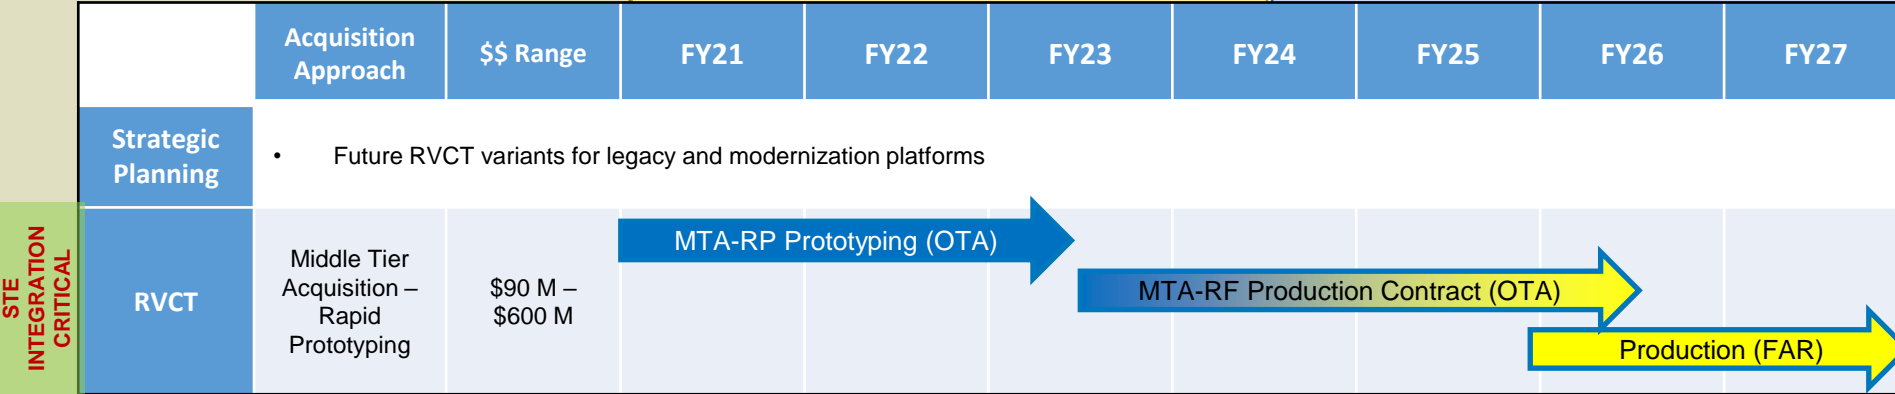 Acquisition
Approach
$$ Range
FY21
FY22
FY23
FY24
FY25
FY26
FY27
Strategic
Planning
• Future RVCT variants for legacy and modernization platforms
STE
INTEGRATION
CRITICAL
RVCT
Middle Tier
Acquisition –
Rapid
Prototyping
$90 M –
$600 M
MTA-RP Prototyping (OTA)
MTA-RF Production Contract (OTA)
Production (FAR)